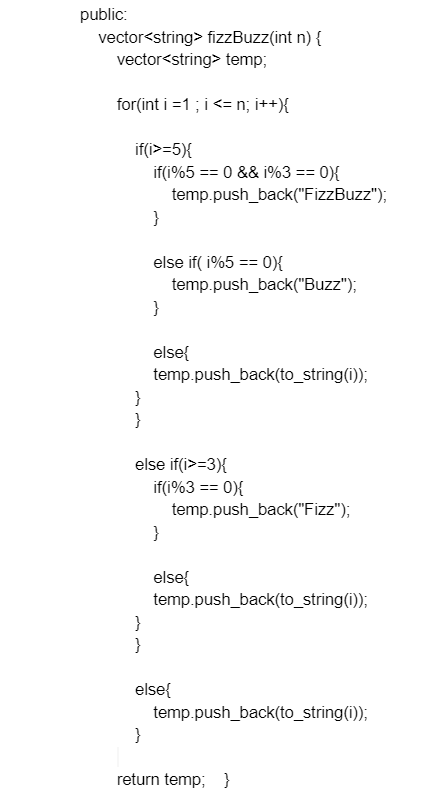 public:
vector<string> fizzBuzz(int n) {
vector<string> temp;
for(int i =1 ; i <= n; i++){
if(i>=5){
if(i%5 == 0 && i%3 == 0){
temp.push_back("FizzBuzz");
}
else if( i%5 == 0){
temp.push_back("Buzz");
}
else{
temp.push_back(to_string(i));
}
}
else if(i>=3){
if(i%3 == 0){
temp.push_back("Fizz");
}
else{
temp.push_back(to_string(i));
}
}
else{
temp.push_back(to_string(i));
}
return temp; }